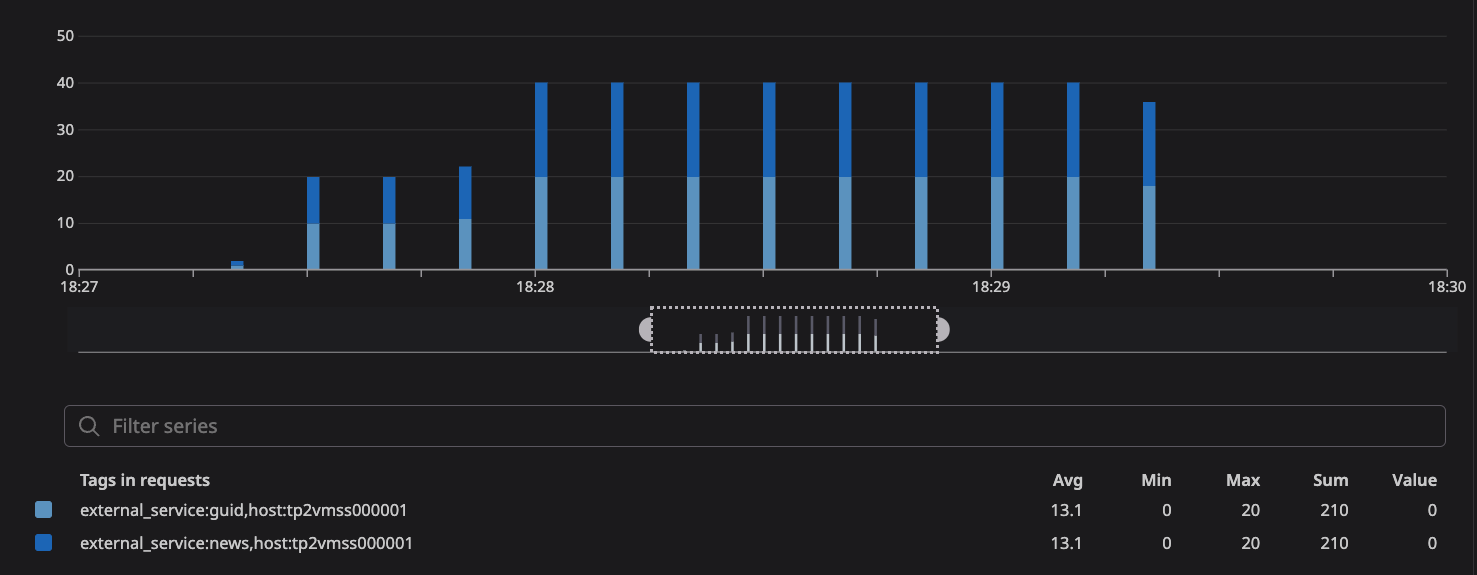 50
40
30
20
10
0
18:27 18:28 18:29 18:30
Filter series
Tags in requests Avg Min Max Sum Value
external_service:guid,host:tp2vmss000001 13.1 0 20 210 0
external_service:news,host:tp2vmss000001 13.1 0 20 210 0